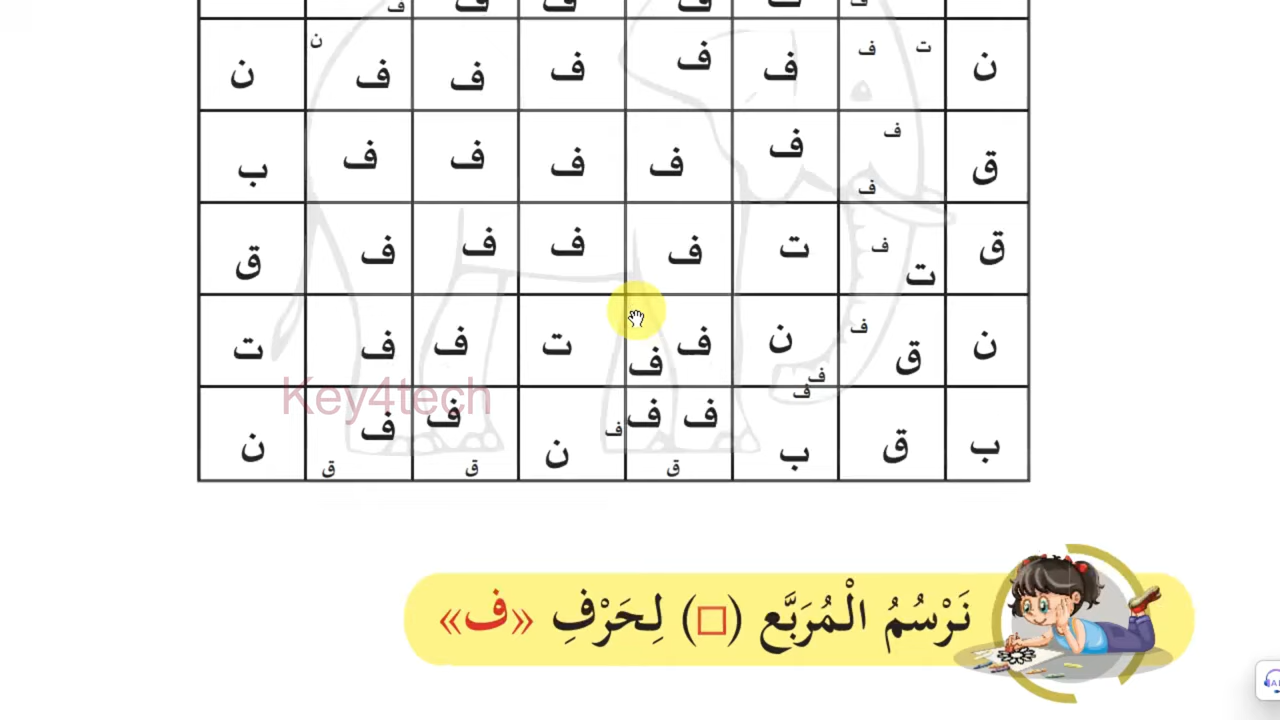 ف ف ف ف ف ف
ن ت ف ف ف ف ف ف ن ن
ق ف ف ف ف ف ف ف ب
ق ت ف ت ف ف ف ف ق
ن ق ف ن ف ف ت ف ف ت
ب ق ف ف ب ف ف ق ف ن ف ق ف ق ن
Key4tech
نَرْسُمُ الْمُرَبَّع (□) لِحَرْفِ «ف»